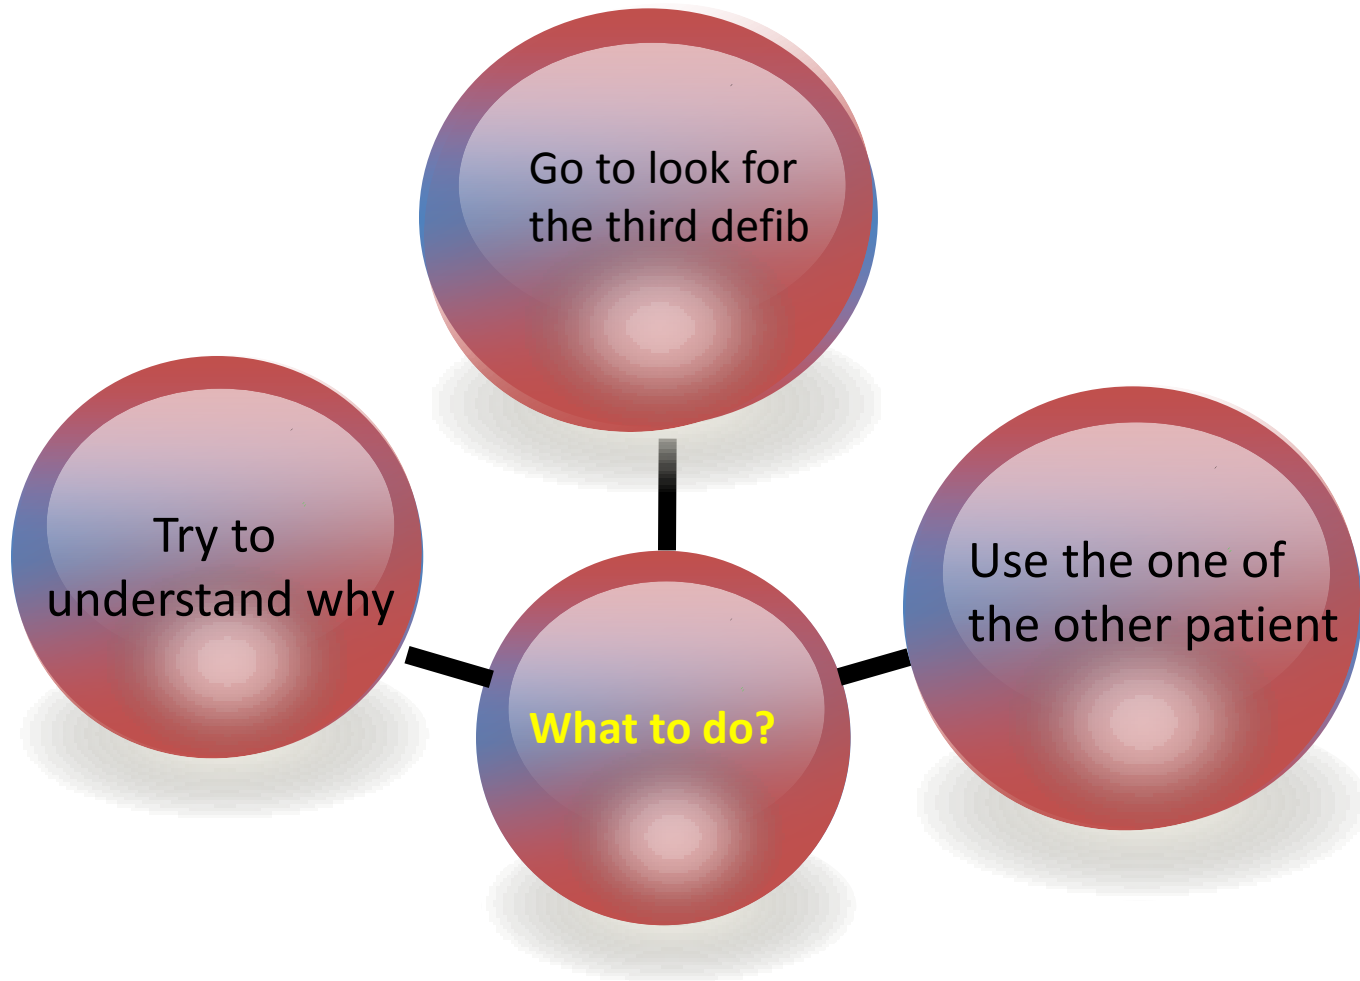 Go to look for
the third defib
Try to
understand why
Use the one of
the other patient
What to do?